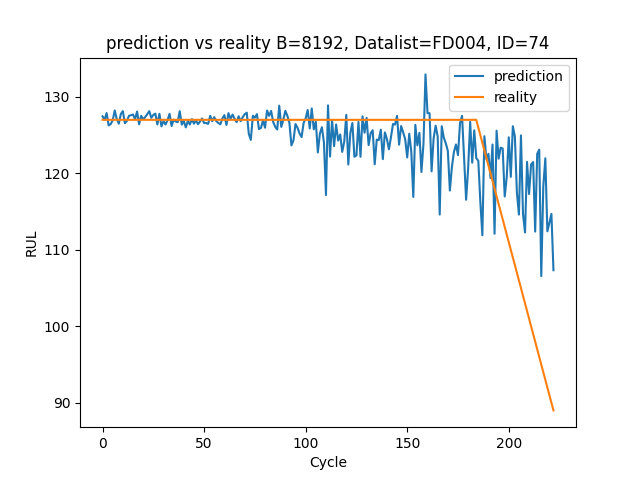 prediction vs reality B=8192, Datalist=FD004, ID=74
prediction
reality
130
120
110
100
90
RUL
0
50
100
150
200
Cycle